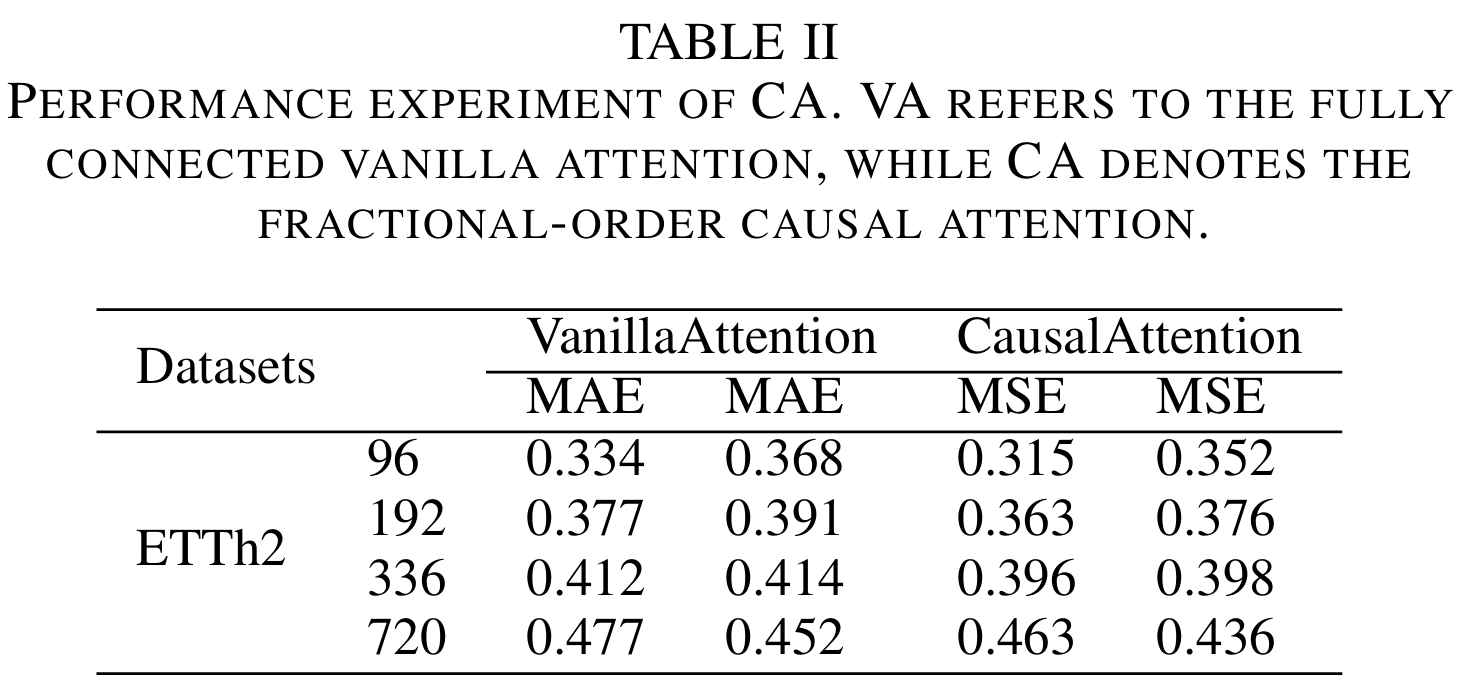 TABLE II
PERFORMANCE EXPERIMENT OF CA. VA REFERS TO THE FULLY
CONNECTED VANILLA ATTENTION, WHILE CA DENOTES THE
FRACTIONAL-ORDER CAUSAL ATTENTION.
Datasets VanillaAttention CausalAttention
MAE MAE MSE MSE
ETTh2 96 0.334 0.368 0.315 0.352
192 0.377 0.391 0.363 0.376
336 0.412 0.414 0.396 0.398
720 0.477 0.452 0.463 0.436